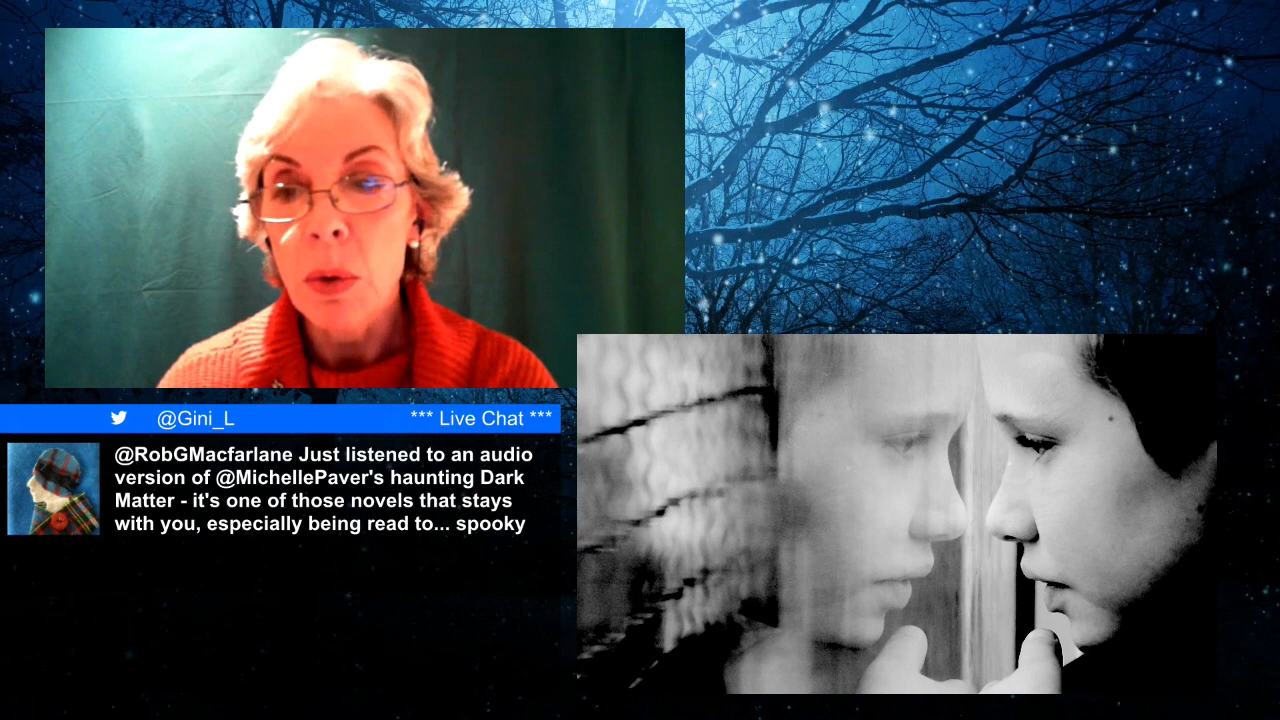 @Gini_L *** Live Chat ***
@RobGMacfarlane Just listened to an audio
version of @MichellePaver's haunting Dark
Matter - it's one of those novels that stays
with you, especially being read to... spooky